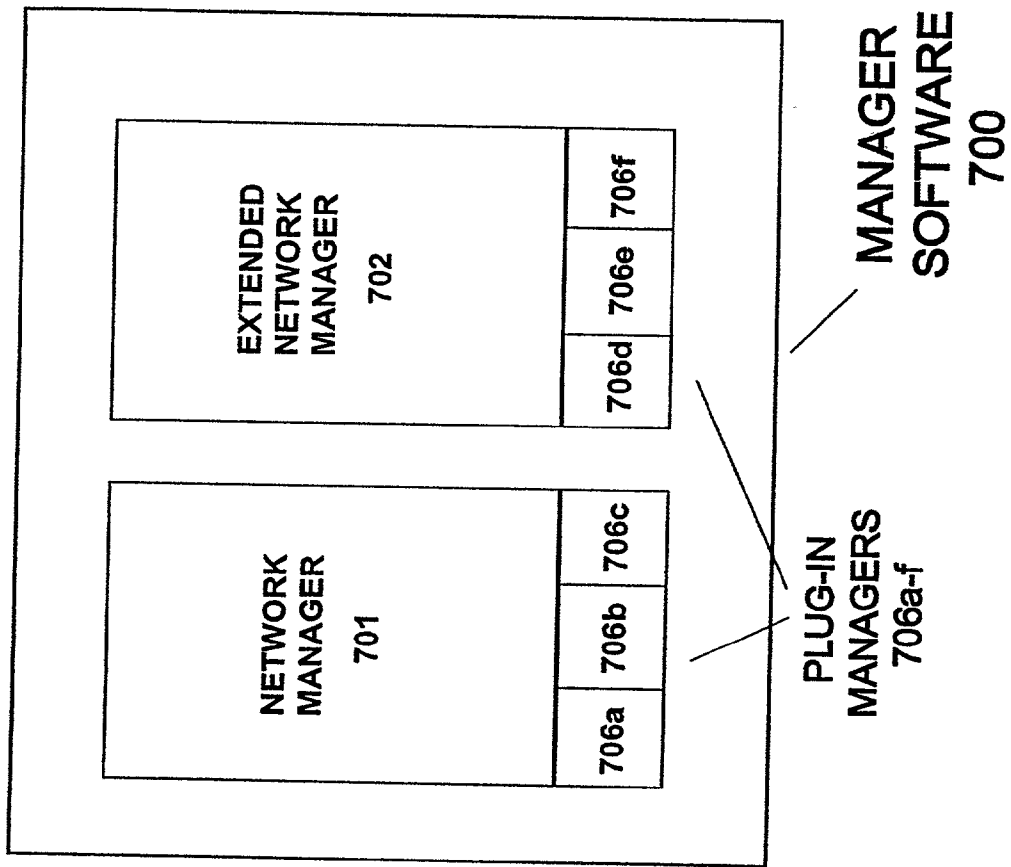 NETWORK
MANAGER
701
706a
706b
706c
EXTENDED
NETWORK
MANAGER
702
706d
706e
706f
PLUG-IN
MANAGERS
706a-f
MANAGER
SOFTWARE
700